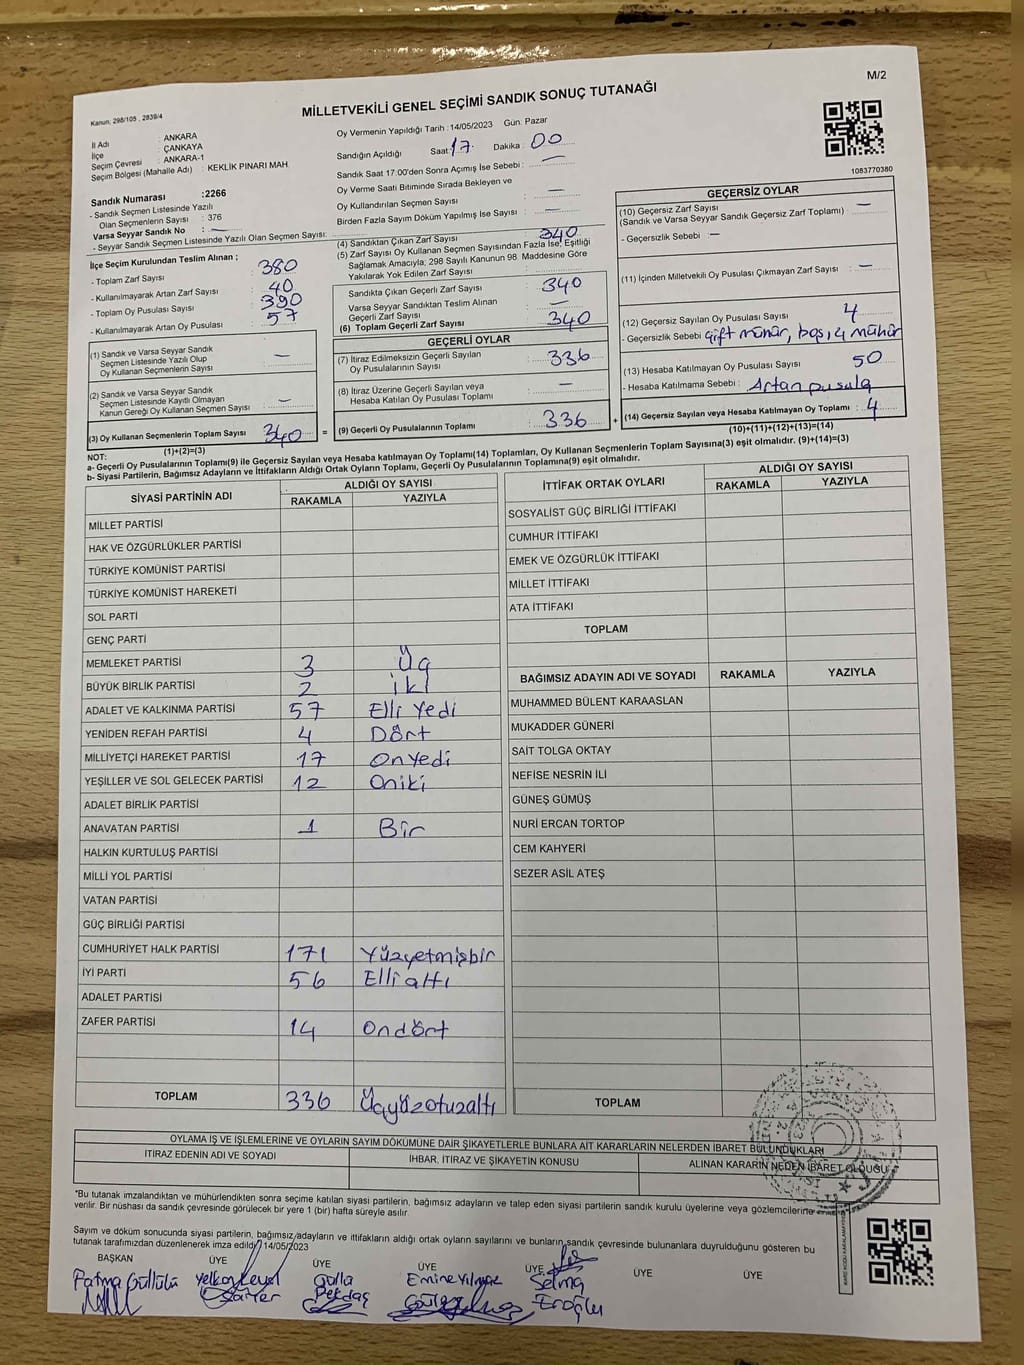 M/2
Kanun; 298/105 , 2839/4
MİLLETVEKİLİ GENEL SEÇİMİ SANDIK SONUÇ TUTANAĞI
İl Adı : ANKARA
İlçe : ÇANKAYA
Seçim Çevresi : ANKARA-1
Seçim Bölgesi (Mahalle Adı) : KEKLİK PINARI MAH.
Sandık Numarası :2266
- Sandık Seçmen Listesinde Yazılı
Olan Seçmenlerin Sayısı : 376
Varsa Seyyar Sandık No : —
- Seyyar Sandık Seçmen Listesinde Yazılı Olan Seçmen Sayısı:
İlçe Seçim Kurulundan Teslim Alınan ;
- Toplam Zarf Sayısı : 380
- Kullanılmayarak Artan Zarf Sayısı : 40
- Toplam Oy Pusulası Sayısı : 390
- Kullanılmayarak Artan Oy Pusulası : 57
(1) Sandık ve Varsa Seyyar Sandık
Seçmen Listesinde Yazılı Olup
Oy Kullanan Seçmenlerin Sayısı : —
(2) Sandık ve Varsa Seyyar Sandık
Seçmen Listesinde Kayıtlı Olmayan
Kanun Gereği Oy Kullanan Seçmen Sayısı : —
(3) Oy Kullanan Seçmenlerin Toplam Sayısı : 340
(1)+(2)=(3)
Oy Vermenin Yapıldığı Tarih : 14/05/2023 Gün: Pazar
Sandığın Açıldığı Saat : 17 Dakika : 00
Sandık Saat 17.00'den Sonra Açımış İse Sebebi : —
Oy Verme Saati Bitiminde Sırada Bekleyen ve
Oy Kullandırılan Seçmen Sayısı : —
Birden Fazla Sayım Döküm Yapılmış İse Sayısı : —
(4) Sandıktan Çıkan Zarf Sayısı : 340
(5) Zarf Sayısı Oy Kullanan Seçmen Sayısından Fazla İse, Eşitliği
Sağlamak Amacıyla, 298 Sayılı Kanunun 98 Maddesine Göre
Yakılarak Yok Edilen Zarf Sayısı :
Sandıkta Çıkan Geçerli Zarf Sayısı : 340
Varsa Seyyar Sandıktan Teslim Alınan
Geçerli Zarf Sayısı : —
(6) Toplam Geçerli Zarf Sayısı : 340
GEÇERLİ OYLAR
(7) İtiraz Edilmeksizin Geçerli Sayılan
Oy Pusulalarının Sayısı : 336
(8) İtiraz Üzerine Geçerli Sayılan veya
Hesaba Katılan Oy Pusulası Toplamı : —
= (9) Geçerli Oy Pusulalarının Toplamı : 336 +
1083770380
GEÇERSİZ OYLAR
(10) Geçersiz Zarf Sayısı : —
(Sandık ve Varsa Seyyar Sandık Geçersiz Zarf Toplamı)
- Geçersizlik Sebebi : —
(11) İçinden Milletvekili Oy Pusulası Çıkmayan Zarf Sayısı : —
(12) Geçersiz Sayılan Oy Pusulası Sayısı : 4
- Geçersizlik Sebebi : Çift mühür, boş, 4 mühür
(13) Hesaba Katılmayan Oy Pusulası Sayısı : 50
- Hesaba Katılmama Sebebi : Artan pusula
(14) Geçersiz Sayılan veya Hesaba Katılmayan Oy Toplamı : 4
(10)+(11)+(12)+(13)=(14)
NOT:
a- Geçerli Oy Pusulalarının Toplamı(9) ile Geçersiz Sayılan veya Hesaba katılmayan Oy Toplamı(14) Toplamları, Oy Kullanan Seçmenlerin Toplam Sayısına(3) eşit olmalıdır. (9)+(14)=(3)
b- Siyasi Partilerin, Bağımsız Adayların ve İttifakların Aldığı Ortak Oyların Toplamı, Geçerli Oy Pusulalarının Toplamına(9) eşit olmalıdır.
SİYASİ PARTİNİN ADI ALDIĞI OY SAYISI
RAKAMLA YAZIYLA
MİLLET PARTİSİ
HAK VE ÖZGÜRLÜKLER PARTİSİ
TÜRKİYE KOMÜNİST PARTİSİ
TÜRKİYE KOMÜNİST HAREKETİ
SOL PARTİ
GENÇ PARTİ
MEMLEKET PARTİSİ 3 Üç
BÜYÜK BİRLİK PARTİSİ 2 iki
ADALET VE KALKINMA PARTİSİ 57 Elli Yedi
YENİDEN REFAH PARTİSİ 4 Dört
MİLLİYETÇİ HAREKET PARTİSİ 17 Onyedi
YEŞİLLER VE SOL GELECEK PARTİSİ 12 Oniki
ADALET BİRLİK PARTİSİ
ANAVATAN PARTİSİ 1 Bir
HALKIN KURTULUŞ PARTİSİ
MİLLİ YOL PARTİSİ
VATAN PARTİSİ
GÜÇ BİRLİĞİ PARTİSİ
CUMHURİYET HALK PARTİSİ 171 Yüzyetmişbir
İYİ PARTİ 56 Elli altı
ADALET PARTİSİ
ZAFER PARTİSİ 14 Ondört
TOPLAM 336 Üçyüzotuzaltı
İTTİFAK ORTAK OYLARI ALDIĞI OY SAYISI
RAKAMLA YAZIYLA
SOSYALİST GÜÇ BİRLİĞİ İTTİFAKI
CUMHUR İTTİFAKI
EMEK VE ÖZGÜRLÜK İTTİFAKI
MİLLET İTTİFAKI
ATA İTTİFAKI
TOPLAM
BAĞIMSIZ ADAYIN ADI VE SOYADI RAKAMLA YAZIYLA
MUHAMMED BÜLENT KARAASLAN
MUKADDER GÜNERİ
SAİT TOLGA OKTAY
NEFİSE NESRİN İLİ
GÜNEŞ GÜMÜŞ
NURİ ERCAN TORTOP
CEM KAHYERİ
SEZER ASİL ATEŞ
TOPLAM
OYLAMA İŞ VE İŞLEMLERİNE VE OYLARIN SAYIM DÖKÜMÜNE DAİR ŞİKAYETLERLE BUNLARA AİT KARARLARIN NELERDEN İBARET BULUNDUKLARI
İTİRAZ EDENİN ADI VE SOYADI İHBAR, İTİRAZ VE ŞİKAYETİN KONUSU ALINAN KARARIN NEDEN İBARET OLDUĞU
*Bu tutanak imzalandıktan ve mühürlendikten sonra seçime katılan siyasi partilerin, bağımsız adayların ve talep eden siyasi partilerin sandık kurulu üyelerine veya gözlemcilerine
verilir. Bir nüshası da sandık çevresinde görülecek bir yere 1 (bir) hafta süreyle asılır.
Sayım ve döküm sonucunda siyasi partilerin, bağımsız adayların ve ittifakların aldığı ortak oyların sayılarını ve bunların sandık çevresinde bulunanlara duyrulduğunu gösteren bu
tutanak tarafımızdan düzenlenerek imza edildi 14/05/2023
BAŞKAN ÜYE ÜYE ÜYE ÜYE ÜYE ÜYE
Fatma Güllülü Gülla Pektaş Emine Yılmaz Selma Eroğlu